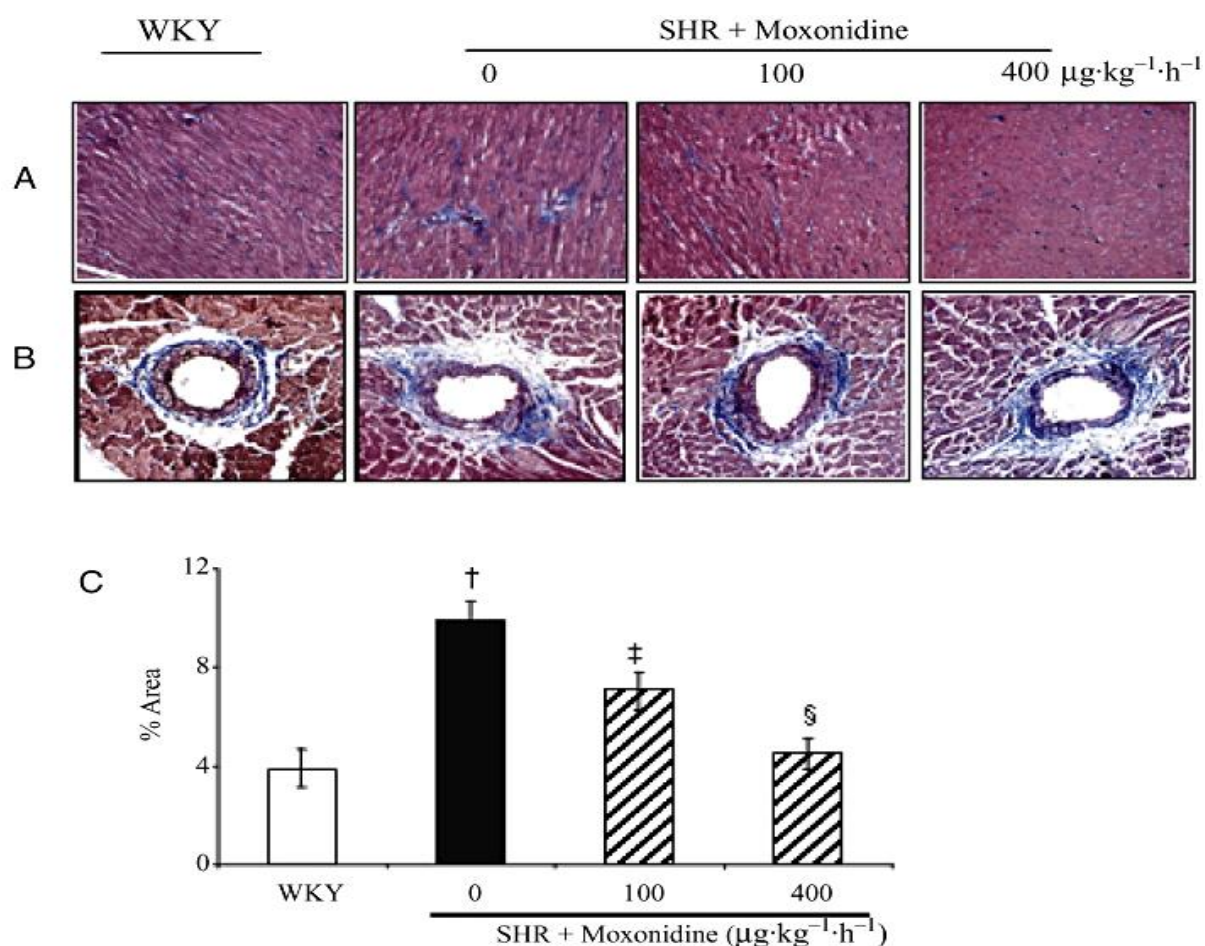 WKY
SHR + Moxonidine
0 100 400 μg·kg⁻¹·h⁻¹
A
B
C
12
8
4
0
% Area
†
‡
§
WKY 0 100 400
SHR + Moxonidine (μg·kg⁻¹·h⁻¹)